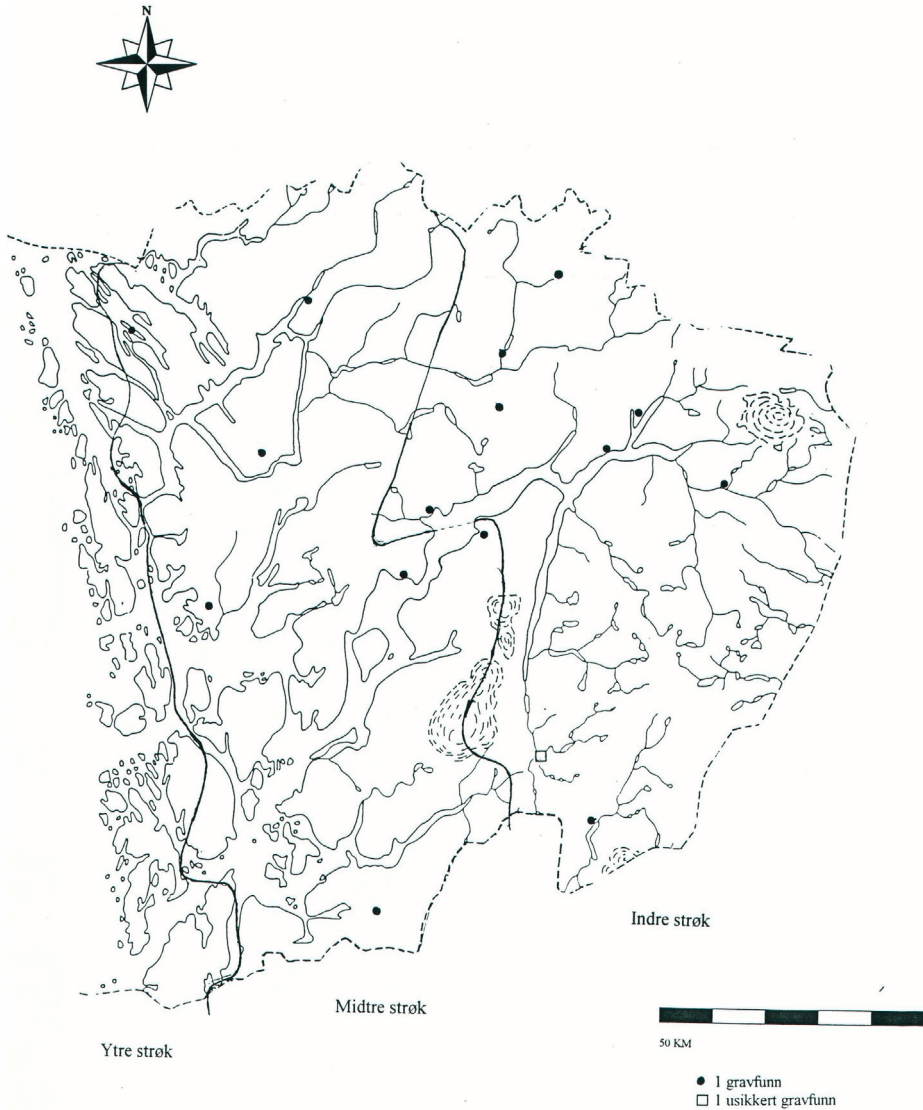 N
Indre strøk
Midtre strøk
Ytre strøk
50 KM
1 gravfunn
1 usikkert gravfunn